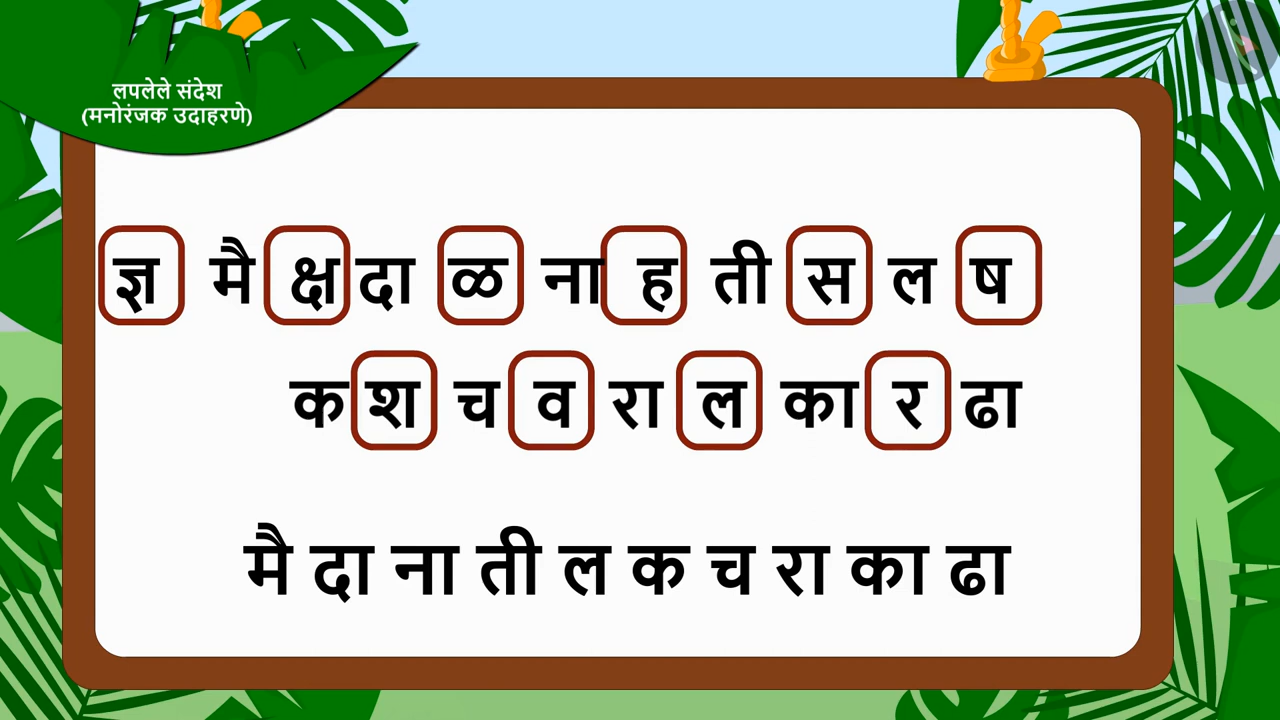 लपलेले संदेश
(मनोरंजक उदाहरणे)
ज्ञ मै क्ष दा ळ ना ह ती स ल ष
क श च व रा ल का र ढा
मै दा ना ती ल क च रा का ढा